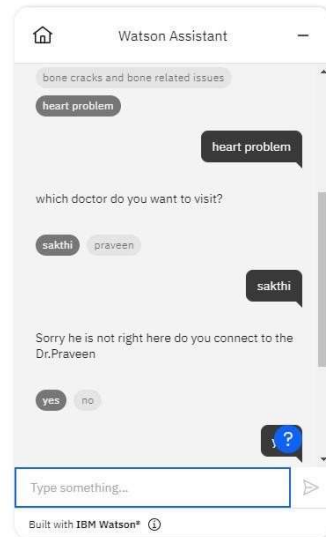 Watson Assistant
bone cracks and bone related issues
heart problem
heart problem
which doctor do you want to visit?
sakthi praveen
sakthi
Sorry he is not right here do you connect to the
Dr.Praveen
yes no
?
Type something...
Built with IBM Watson®